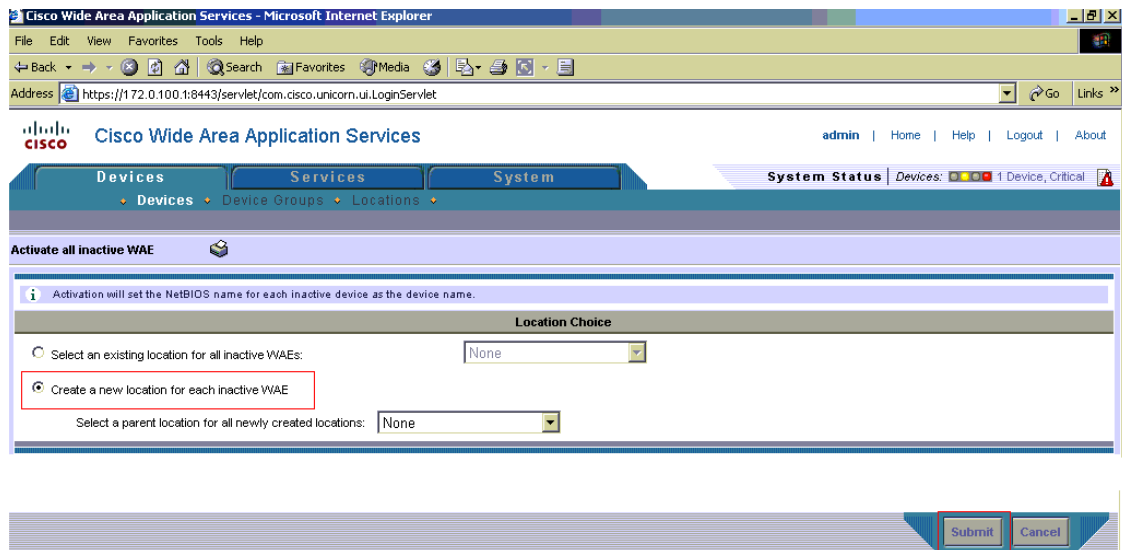 Cisco Wide Area Application Services - Microsoft Internet Explorer
File Edit View Favorites Tools Help
Back Search Favorites Media
Address https://172.0.100.1:8443/servlet/com.cisco.unicorn.ui.LoginServlet Go Links »
CISCO Cisco Wide Area Application Services admin | Home | Help | Logout | About
Devices Services System System Status Devices: 1 Device, Critical
Devices Device Groups Locations
Activate all inactive WAE
i Activation will set the NetBIOS name for each inactive device as the device name.
Location Choice
Select an existing location for all inactive WAEs: None
Create a new location for each inactive WAE
Select a parent location for all newly created locations: None
Submit Cancel